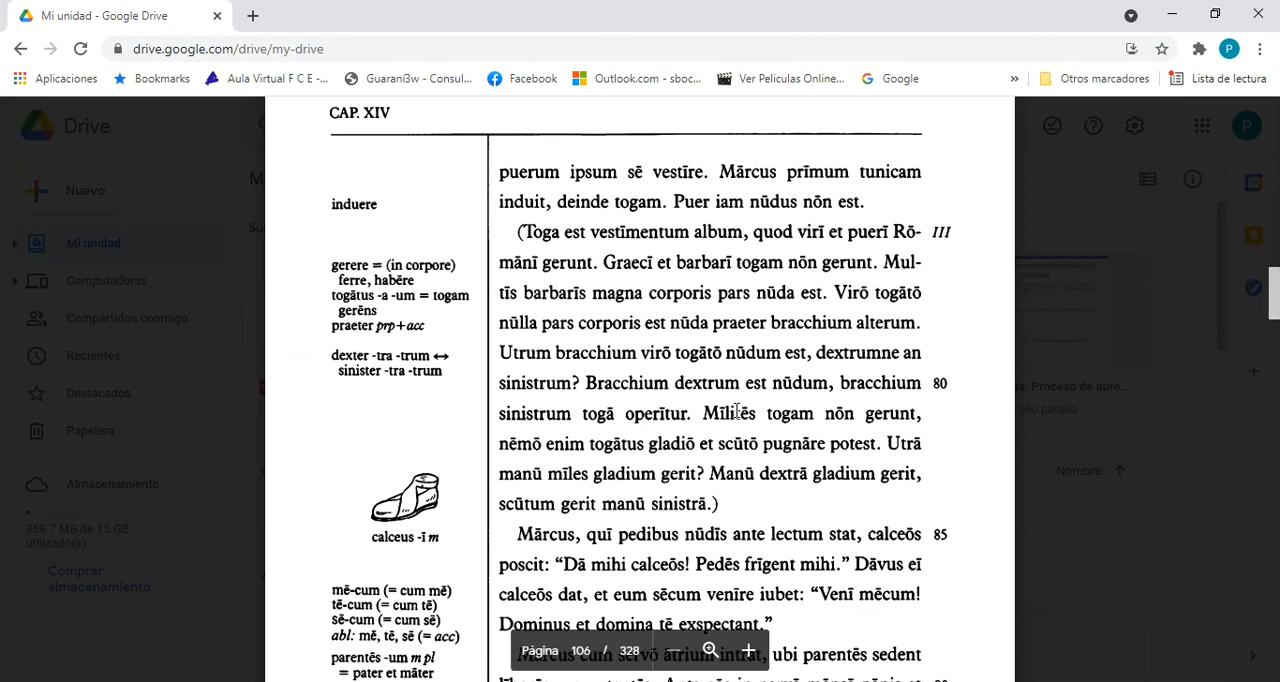 Mi unidad - Google Drive
drive.google.com/drive/my-drive
P
Aplicaciones Bookmarks Aula Virtual F C E -... Guaraní3w - Consul... Facebook Outlook.com - sboc... Ver Peliculas Online... Google » Otros marcadores Lista de lectura
Drive
P
Nuevo
Mi unidad
Computadoras
Compartidos conmigo
Recientes
Destacados
Papelera
Almacenamiento
359.7 MB de 15 GB
utilizado(s)
Comprar
almacenamiento
CAP. XIV
induere
gerere = (in corpore)
ferre, habēre
togātus -a -um = togam
gerēns
praeter prp+acc
dexter -tra -trum ↔
sinister -tra -trum
calceus -ī m
mē-cum (= cum mē)
tē-cum (= cum tē)
sē-cum (= cum sē)
abl: mē, tē, sē (= acc)
parentēs -um m pl
= pater et māter
puerum ipsum sē vestīre. Mārcus prīmum tunicam
induit, deinde togam. Puer iam nūdus nōn est.
(Toga est vestīmentum album, quod virī et puerī Rō- III
mānī gerunt. Graecī et barbarī togam nōn gerunt. Mul-
tīs barbarīs magna corporis pars nūda est. Virō togātō
nūlla pars corporis est nūda praeter bracchium alterum.
Utrum bracchium virō togātō nūdum est, dextrumne an
sinistrum? Bracchium dextrum est nūdum, bracchium 80
sinistrum togā operītur. Mīlitēs togam nōn gerunt,
nēmō enim togātus gladiō et scūtō pugnāre potest. Utrā
manū mīles gladium gerit? Manū dextrā gladium gerit,
scūtum gerit manū sinistrā.)
Mārcus, quī pedibus nūdīs ante lectum stat, calceōs 85
poscit: “Dā mihi calceōs! Pedēs frīgent mihi.” Dāvus eī
calceōs dat, et eum sēcum venīre iubet: “Venī mēcum!
Dominus et domina tē exspectant.”
Mārcus cum servō ātrium intrat, ubi parentēs sedent
Página 106 / 328
ta: Proceso de apre...
año pasado
Nombre